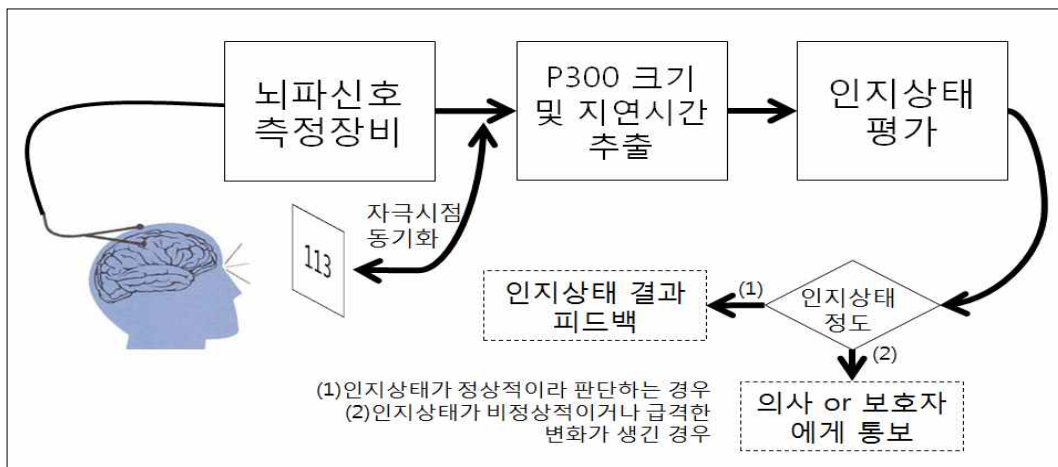 뇌파신호
측정장비
P300 크기
및 지연시간
추출
인지상태
평가
자극시점
동기화
113
인지상태 결과
피드백
(1)
인지상태
정도
(2)
(1)인지상태가 정상적이라 판단하는 경우
(2)인지상태가 비정상적이거나 급격한
변화가 생긴 경우
의사 or 보호자
에게 통보